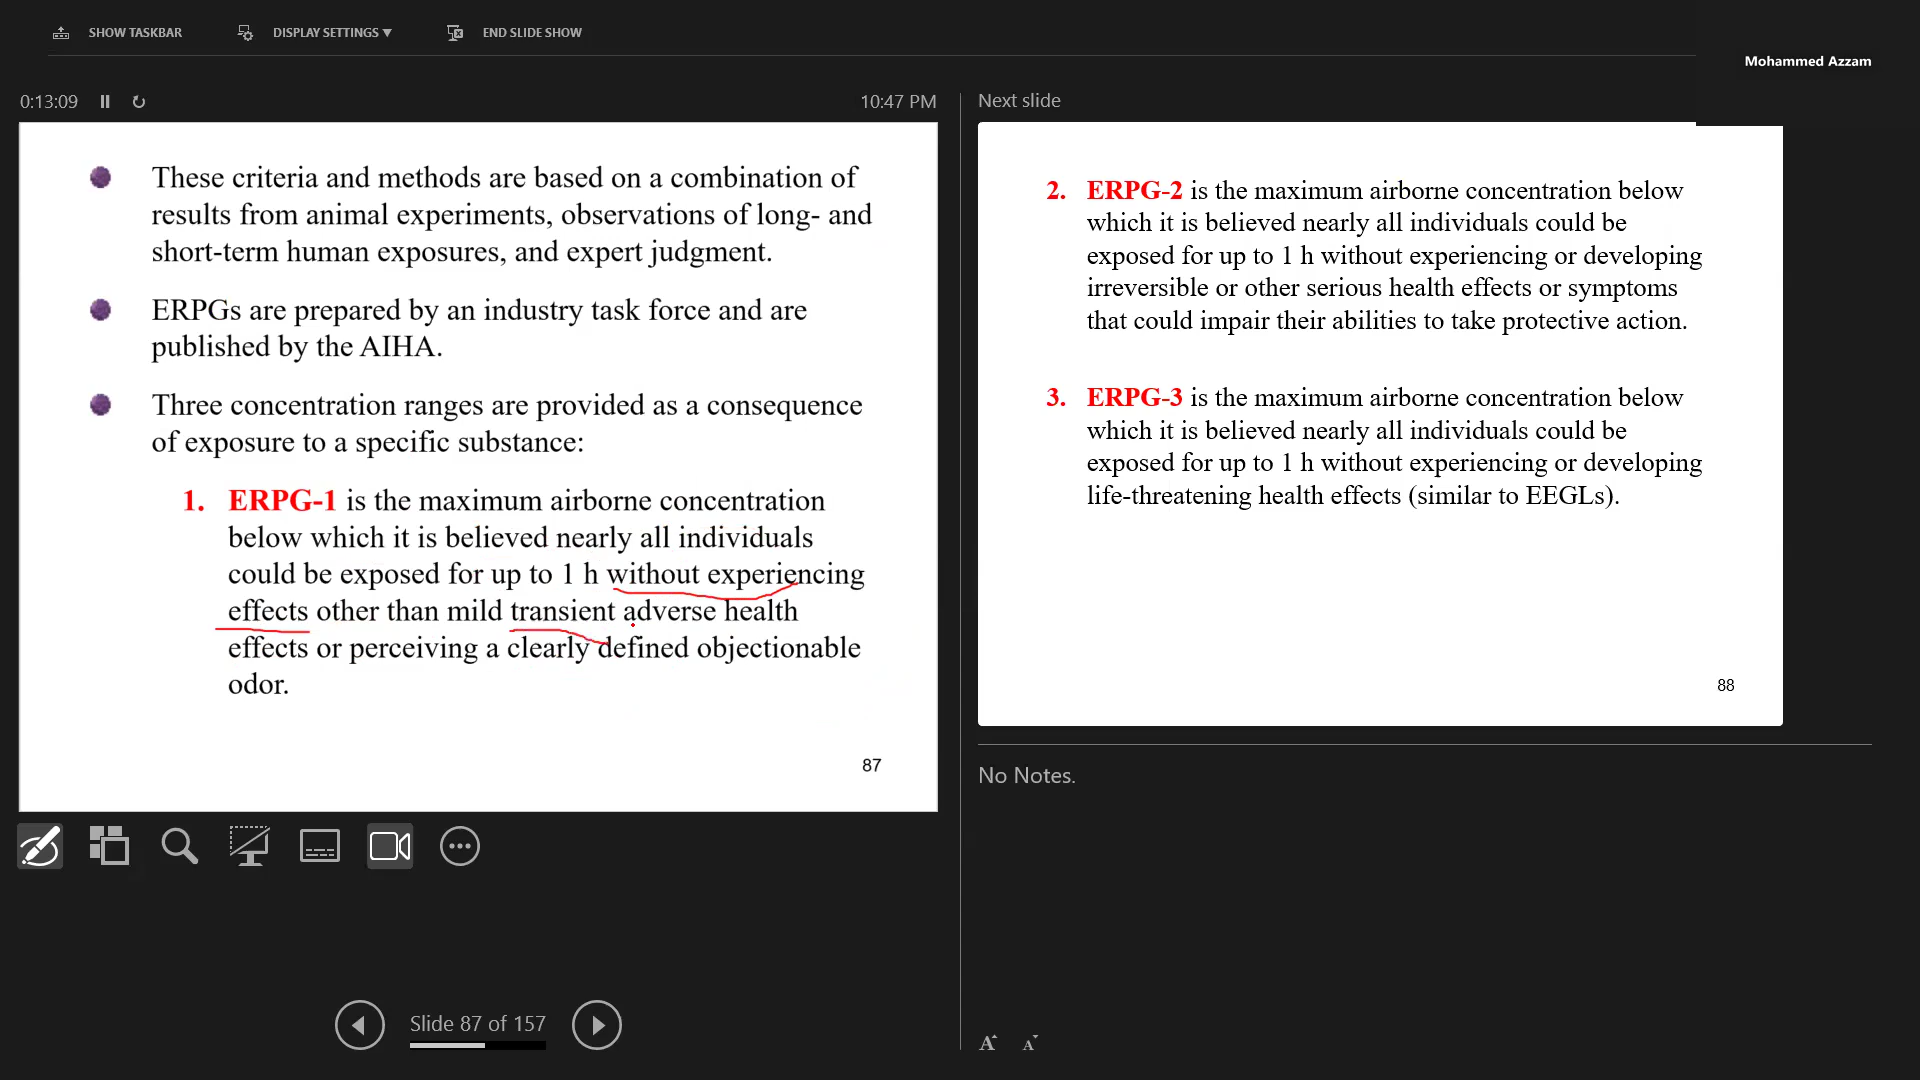 SHOW TASKBAR
DISPLAY SETTINGS ▼
END SLIDE SHOW
Mohammed Azzam
0:13:09
10:47 PM
These criteria and methods are based on a combination of
results from animal experiments, observations of long- and
short-term human exposures, and expert judgment.
ERPGs are prepared by an industry task force and are
published by the AIHA.
Three concentration ranges are provided as a consequence
of exposure to a specific substance:
1. ERPG-1 is the maximum airborne concentration
below which it is believed nearly all individuals
could be exposed for up to 1 h without experiencing
effects other than mild transient adverse health
effects or perceiving a clearly defined objectionable
odor.
87
Slide 87 of 157
Next slide
2. ERPG-2 is the maximum airborne concentration below
which it is believed nearly all individuals could be
exposed for up to 1 h without experiencing or developing
irreversible or other serious health effects or symptoms
that could impair their abilities to take protective action.
3. ERPG-3 is the maximum airborne concentration below
which it is believed nearly all individuals could be
exposed for up to 1 h without experiencing or developing
life-threatening health effects (similar to EEGLs).
88
No Notes.
A A